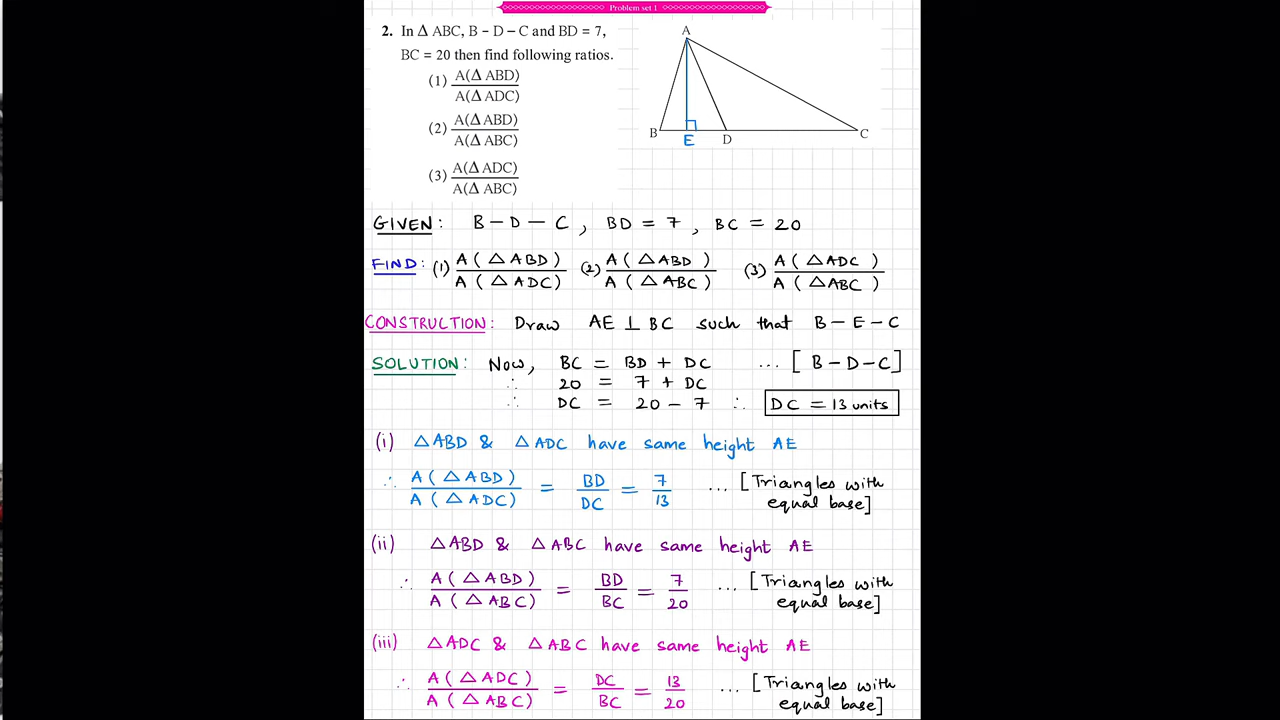 Problem set 1
2. In Δ ABC, B - D – C and BD = 7,
BC = 20 then find following ratios.
(1) A(Δ ABD) / A(Δ ADC)
(2) A(Δ ABD) / A(Δ ABC)
(3) A(Δ ADC) / A(Δ ABC)
A
B E D C
GIVEN: B – D – C, BD = 7, BC = 20
FIND: (1) A(△ABD) / A(△ADC) (2) A(△ABD) / A(△ABC) (3) A(△ADC) / A(△ABC)
CONSTRUCTION: Draw AE ⊥ BC such that B – E – C
SOLUTION: Now, BC = BD + DC ... [B – D – C]
∴ 20 = 7 + DC
∴ DC = 20 – 7 ∴ DC = 13 units
(i) △ABD & △ADC have same height AE
∴ A(△ABD) / A(△ADC) = BD / DC = 7 / 13 ... [Triangles with
equal base]
(ii) △ABD & △ABC have same height AE
∴ A(△ABD) / A(△ABC) = BD / BC = 7 / 20 ... [Triangles with
equal base]
(iii) △ADC & △ABC have same height AE
∴ A(△ADC) / A(△ABC) = DC / BC = 13 / 20 ... [Triangles with
equal base]